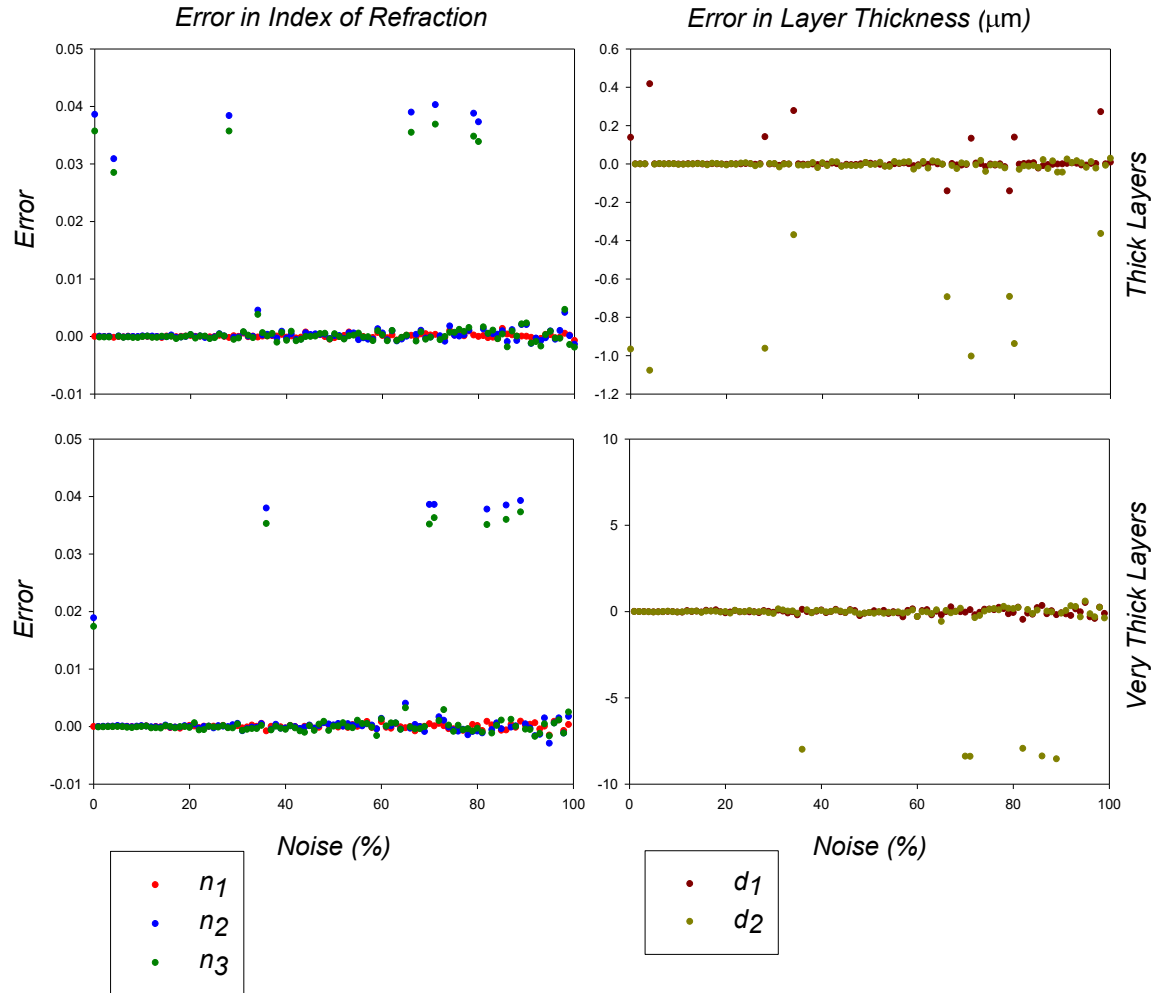 Error in Index of Refraction
Error in Layer Thickness (μm)
0.05
0.04
0.03
0.02
0.01
0.00
-0.01
Error
0.6
0.4
0.2
0.0
-0.2
-0.4
-0.6
-0.8
-1.0
-1.2
Thick Layers
0.05
0.04
0.03
0.02
0.01
0.00
-0.01
Error
0 20 40 60 80 100
Noise (%)
10
5
0
-5
-10
Very Thick Layers
0 20 40 60 80 100
Noise (%)
n1
n2
n3
d1
d2